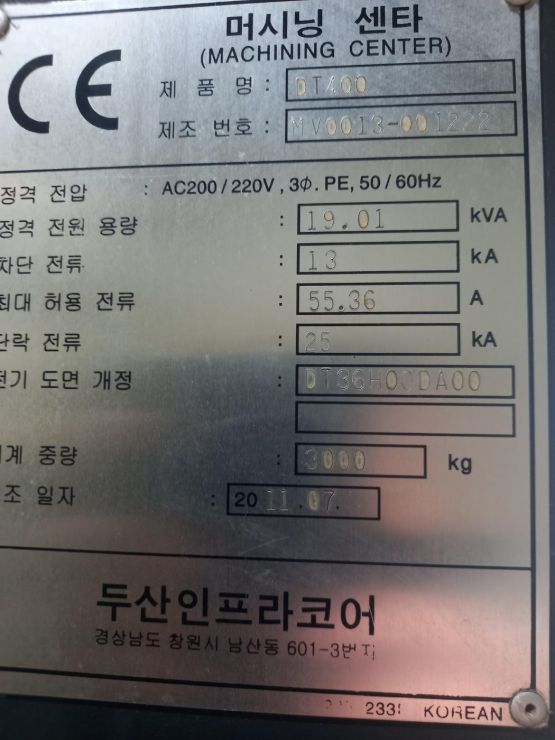 CE
머시닝 센타
(MACHINING CENTER)
제 품 명 : DT400
제조 번호 : MV0013-001222
정격 전압 : AC200/220V, 3Φ. PE, 50/60Hz
정격 전원 용량 : 19.01 kVA
차단 전류 : 13 kA
최대 허용 전류 : 55.36 A
단락 전류 : 25 kA
전기 도면 개정 : DT36H00DA00
기계 중량 : 3000 kg
조 일자 : 2011.07.
두산인프라코어
경상남도 창원시 남산동 601-3번지
KOREAN